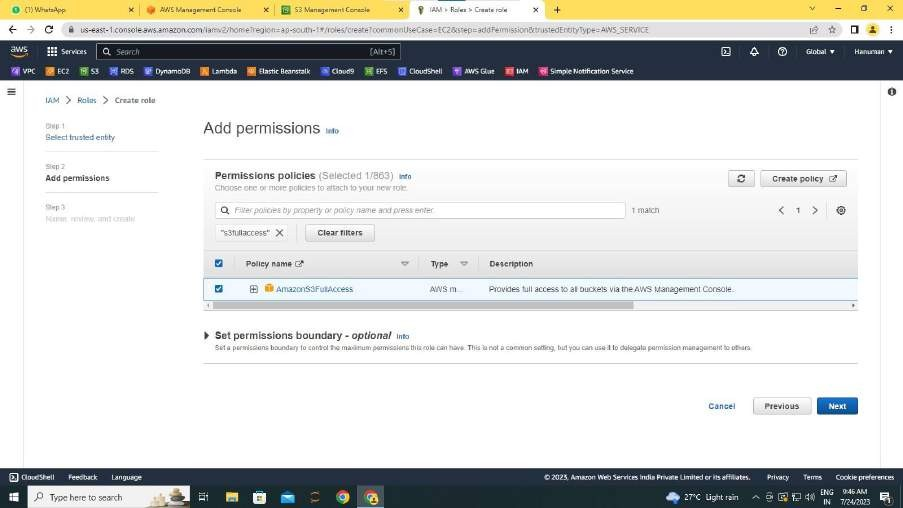 (1) WhatsApp
AWS Management Console
S3 Management Console
IAM > Roles > Create role
us-east-1.console.aws.amazon.com/iamv2/home?region=ap-south-1#/roles/create?commonUseCase=EC2&step=addPermission&trustedEntityType=AWS_SERVICE
aws Services Search [Alt+5] Global Hanuman
VPC EC2 S3 RDS DynamoDB Lambda Elastic Beanstalk Cloud9 EFS CloudShell AWS Glue IAM Simple Notification Service
IAM > Roles > Create role
Step 1
Select trusted entity
Step 2
Add permissions
Step 3
Name, review, and create
Add permissions Info
Permissions policies (Selected 1/863) Info
Choose one or more policies to attach to your new role.
Create policy
Filter policies by property or policy name and press enter.
1 match
1
"s3fullaccess"
Clear filters
Policy name Type Description
AmazonS3FullAccess AWS m... Provides full access to all buckets via the AWS Management Console.
Set permissions boundary - optional Info
Set a permissions boundary to control the maximum permissions this role can have. This is not a common setting, but you can use it to delegate permission management to others.
Cancel Previous Next
CloudShell Feedback Language © 2023, Amazon Web Services India Private Limited or its affiliates. Privacy Terms Cookie preferences
Type here to search
27°C Light rain
ENG
IN
9:46 AM
7/24/2023
1